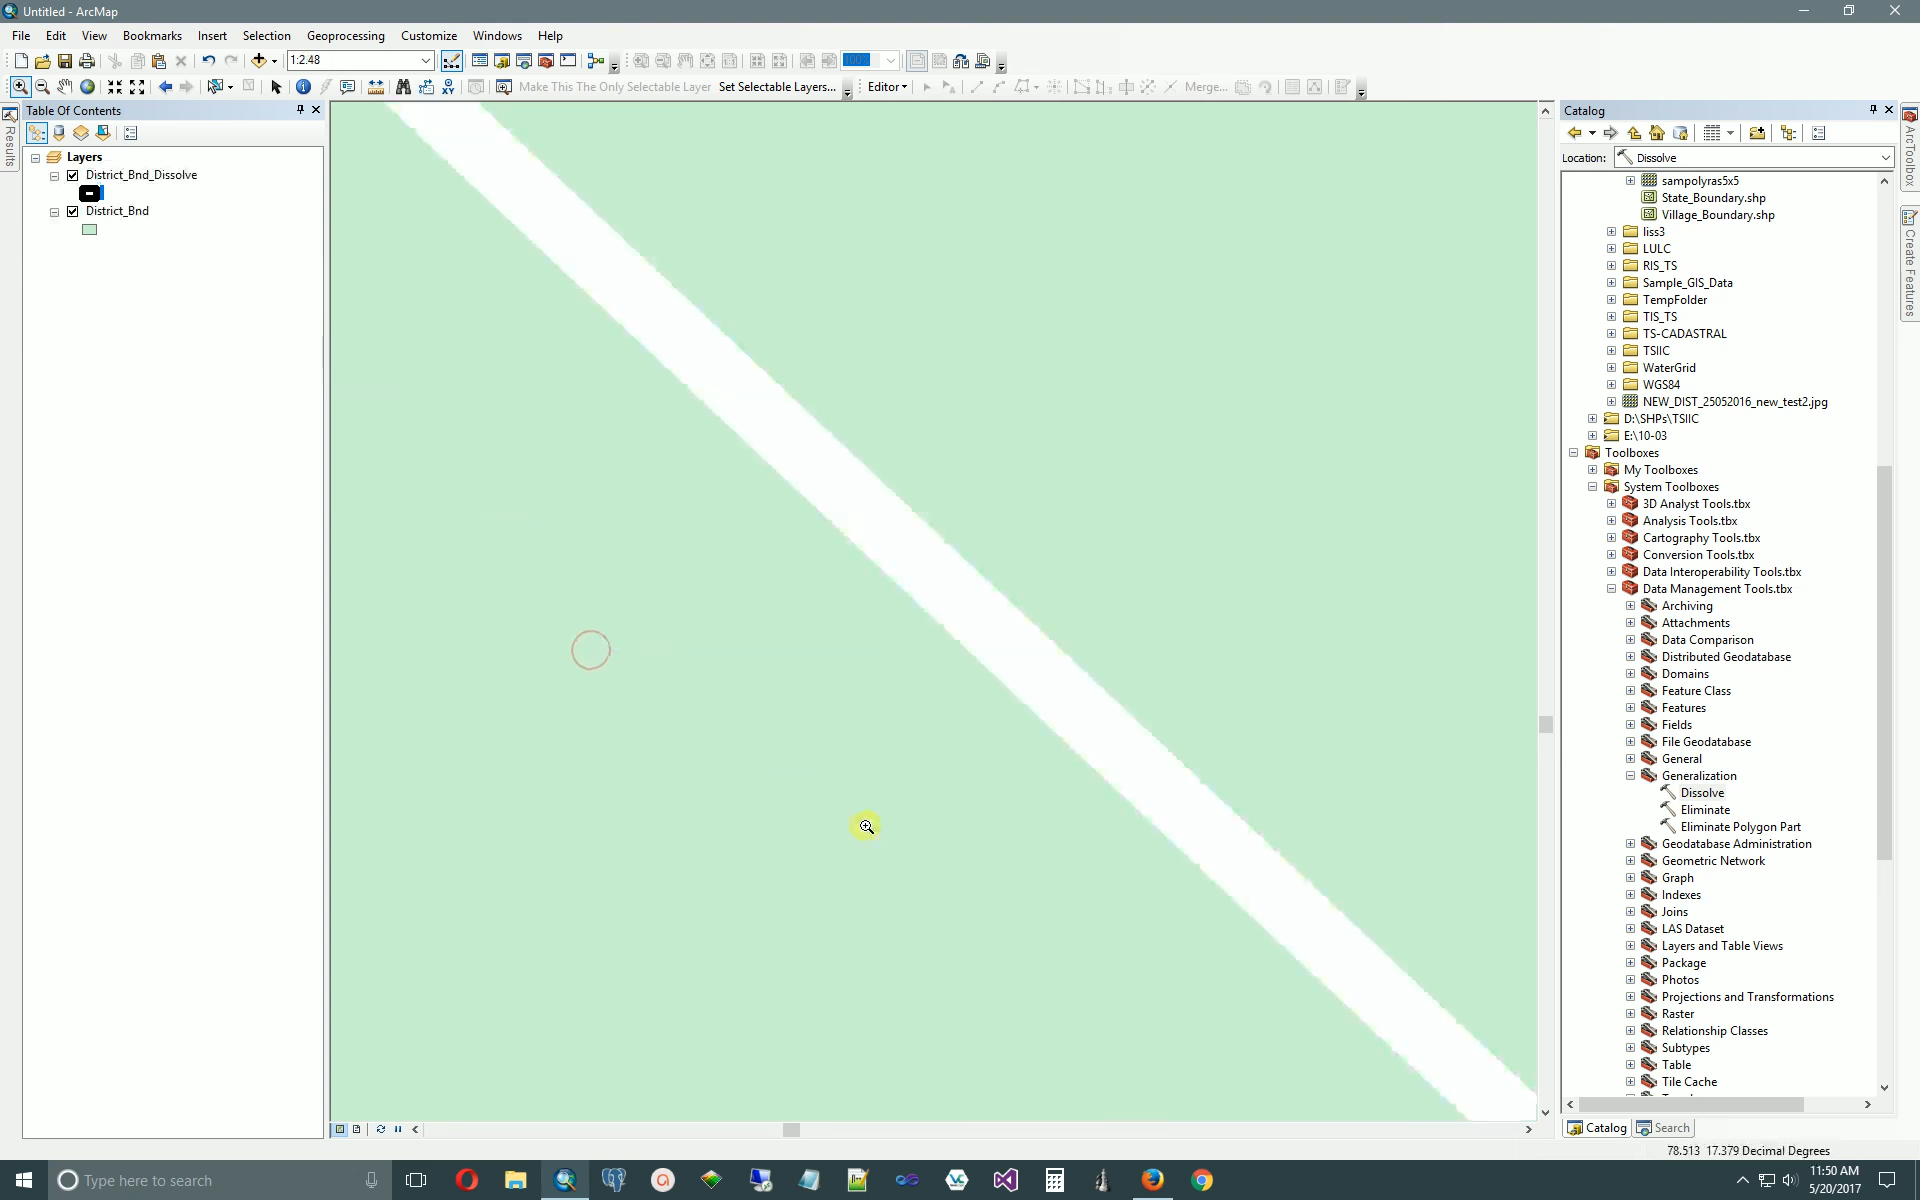 Untitled - ArcMap
File Edit View Bookmarks Insert Selection Geoprocessing Customize Windows Help
1:2.48
100%
Make This The Only Selectable Layer Set Selectable Layers... Editor Merge...
Table Of Contents
Layers
District_Bnd_Dissolve
District_Bnd
Results
Catalog
Location: Dissolve
sampolyras5x5
State_Boundary.shp
Village_Boundary.shp
liss3
LULC
RIS_TS
Sample_GIS_Data
TempFolder
TIS_TS
TS-CADASTRAL
TSIIC
WaterGrid
WGS84
NEW_DIST_25052016_new_test2.jpg
D:\SHPs\TSIIC
E:\10-03
Toolboxes
My Toolboxes
System Toolboxes
3D Analyst Tools.tbx
Analysis Tools.tbx
Cartography Tools.tbx
Conversion Tools.tbx
Data Interoperability Tools.tbx
Data Management Tools.tbx
Archiving
Attachments
Data Comparison
Distributed Geodatabase
Domains
Feature Class
Features
Fields
File Geodatabase
General
Generalization
Dissolve
Eliminate
Eliminate Polygon Part
Geodatabase Administration
Geometric Network
Graph
Indexes
Joins
LAS Dataset
Layers and Table Views
Package
Photos
Projections and Transformations
Raster
Relationship Classes
Subtypes
Table
Tile Cache
Catalog Search
ArcToolbox
Create Features
78.513 17.379 Decimal Degrees
Type here to search
11:50 AM
5/20/2017